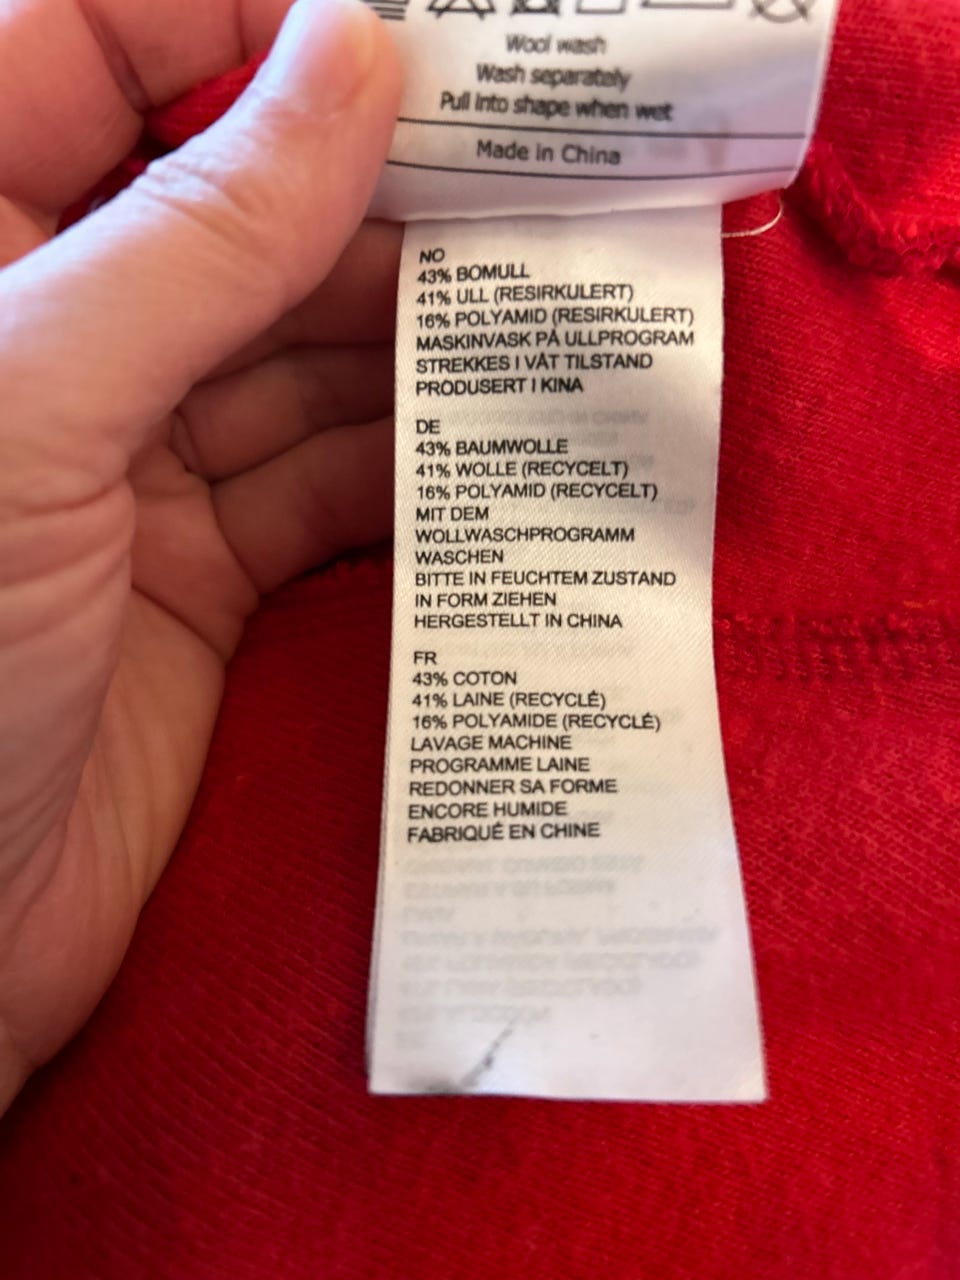 Wool wash
Wash separately
Pull into shape when wet
Made in China
NO
43% BOMULL
41% ULL (RESIRKULERT)
16% POLYAMID (RESIRKULERT)
MASKINVASK PÅ ULLPROGRAM
STREKKES I VÅT TILSTAND
PRODUSERT I KINA
DE
43% BAUMWOLLE
41% WOLLE (RECYCELT)
16% POLYAMID (RECYCELT)
MIT DEM
WOLLWASCHPROGRAMM
WASCHEN
BITTE IN FEUCHTEM ZUSTAND
IN FORM ZIEHEN
HERGESTELLT IN CHINA
FR
43% COTON
41% LAINE (RECYCLÉ)
16% POLYAMIDE (RECYCLÉ)
LAVAGE MACHINE
PROGRAMME LAINE
REDONNER SA FORME
ENCORE HUMIDE
FABRIQUÉ EN CHINE